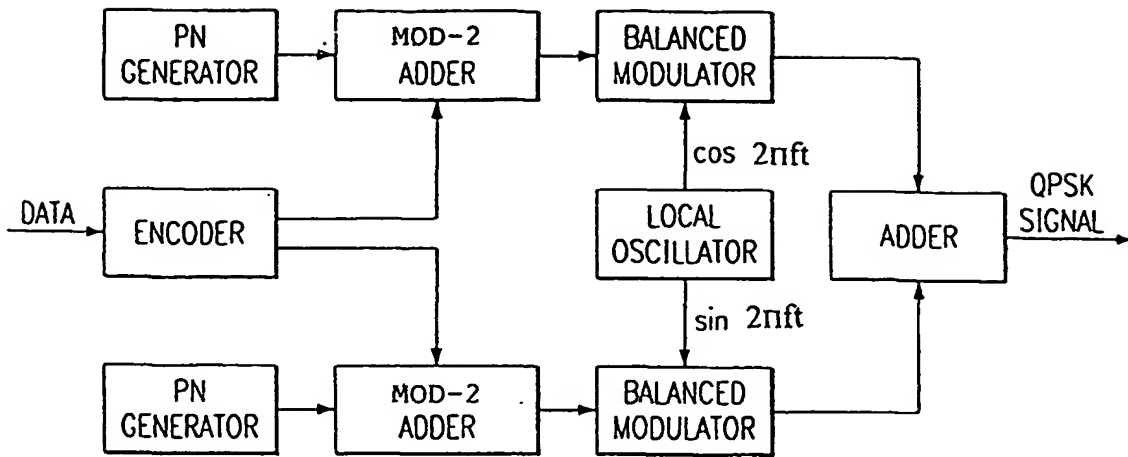 PN
GENERATOR
MOD-2
ADDER
BALANCED
MODULATOR
cos 2πft
DATA
ENCODER
LOCAL
OSCILLATOR
ADDER
QPSK
SIGNAL
sin 2πft
PN
GENERATOR
MOD-2
ADDER
BALANCED
MODULATOR